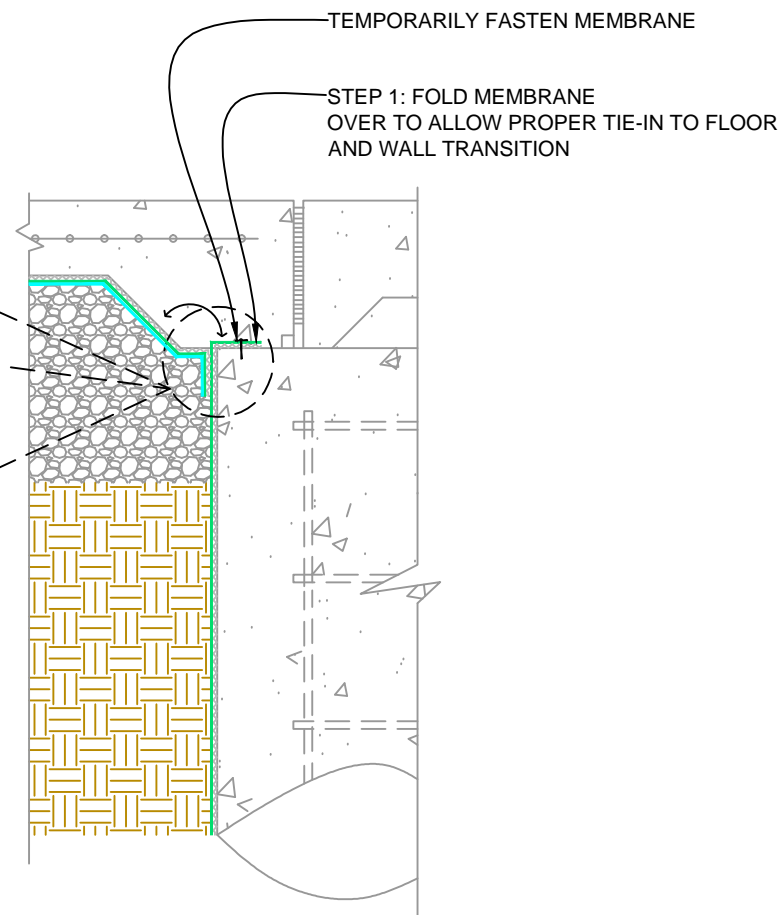 TEMPORARILY FASTEN MEMBRANE
STEP 1: FOLD MEMBRANE
OVER TO ALLOW PROPER TIE-IN TO FLOOR
AND WALL TRANSITION